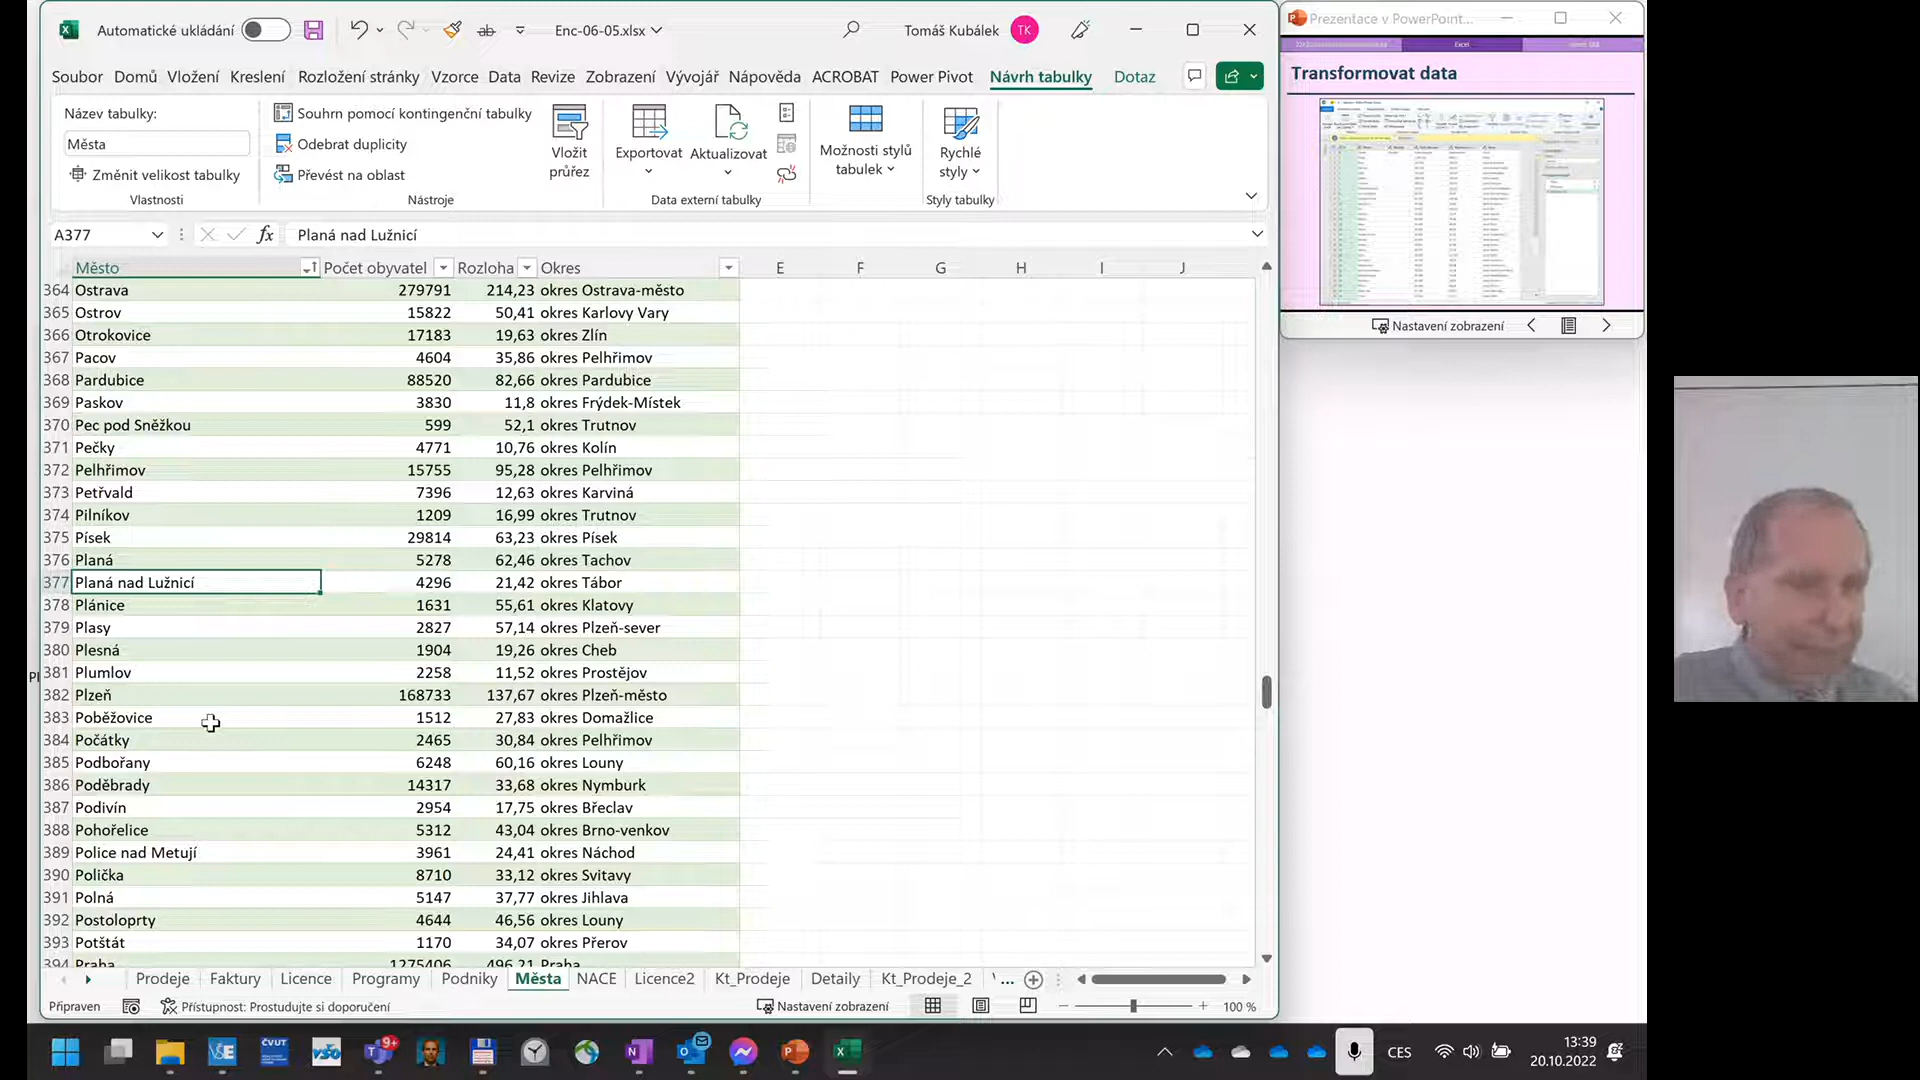 Automatické ukládání
Enc-06-05.xlsx
Tomáš Kubálek
TK
Soubor Domů Vložení Kreslení Rozložení stránky Vzorce Data Revize Zobrazení Vývojář Nápověda ACROBAT Power Pivot Návrh tabulky Dotaz
Název tabulky:
Města
Změnit velikost tabulky
Vlastnosti
Souhrn pomocí kontingenční tabulky
Odebrat duplicity
Převést na oblast
Nástroje
Vložit
průřez
Exportovat
Aktualizovat
Data externí tabulky
Možnosti stylů
tabulek
Rychlé
styly
Styly tabulky
A377
fx
Planá nad Lužnicí
Město Počet obyvatel Rozloha Okres E F G H I J
364 Ostrava 279791 214,23 okres Ostrava-město
365 Ostrov 15822 50,41 okres Karlovy Vary
366 Otrokovice 17183 19,63 okres Zlín
367 Pacov 4604 35,86 okres Pelhřimov
368 Pardubice 88520 82,66 okres Pardubice
369 Paskov 3830 11,8 okres Frýdek-Místek
370 Pec pod Sněžkou 599 52,1 okres Trutnov
371 Pečky 4771 10,76 okres Kolín
372 Pelhřimov 15755 95,28 okres Pelhřimov
373 Petřvald 7396 12,63 okres Karviná
374 Pilníkov 1209 16,99 okres Trutnov
375 Písek 29814 63,23 okres Písek
376 Planá 5278 62,46 okres Tachov
377 Planá nad Lužnicí 4296 21,42 okres Tábor
378 Plánice 1631 55,61 okres Klatovy
379 Plasy 2827 57,14 okres Plzeň-sever
380 Plesná 1904 19,26 okres Cheb
381 Plumlov 2258 11,52 okres Prostějov
382 Plzeň 168733 137,67 okres Plzeň-město
383 Poběžovice 1512 27,83 okres Domažlice
384 Počátky 2465 30,84 okres Pelhřimov
385 Podbořany 6248 60,16 okres Louny
386 Poděbrady 14317 33,68 okres Nymburk
387 Podivín 2954 17,75 okres Břeclav
388 Pohořelice 5312 43,04 okres Brno-venkov
389 Police nad Metují 3961 24,41 okres Náchod
390 Polička 8710 33,12 okres Svitavy
391 Polná 5147 37,77 okres Jihlava
392 Postoloprty 4644 46,56 okres Louny
393 Potštát 1170 34,07 okres Přerov
394 Praha 1275406 496,21 Praha
Prodeje Faktury Licence Programy Podniky Města NACE Licence2 Kt_Prodeje Detaily Kt_Prodeje_2 ...
Připraven
Přístupnost: Prostudujte si doporučení
Nastavení zobrazení
100 %
Prezentace v PowerPoint...
Excel
Transformovat data
Nastavení zobrazení
VŠE
ČVUT
9+
CES
13:39
20.10.2022